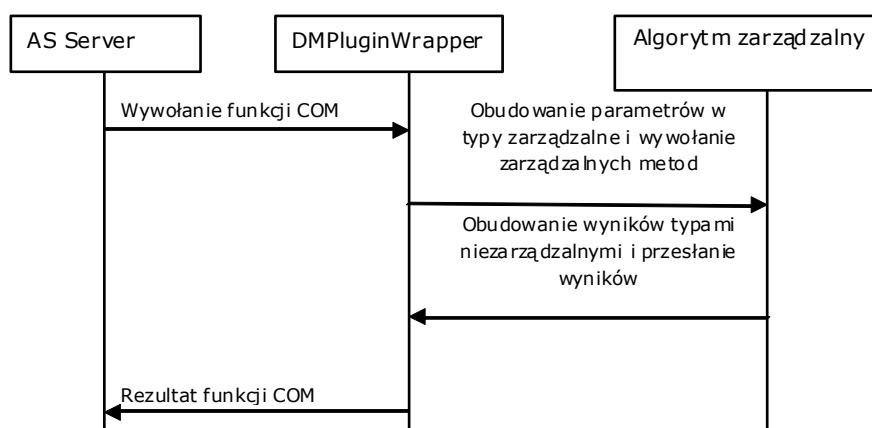 AS Server
DMPluginWrapper
Algorytm zarządzalny
Wywołanie funkcji COM
Obudowanie parametrów w
typy zarządzalne i wywołanie
zarządzalnych metod
Obudowanie wyników typami
niezarządzalnymi i przesłanie
wyników
Rezultat funkcji COM